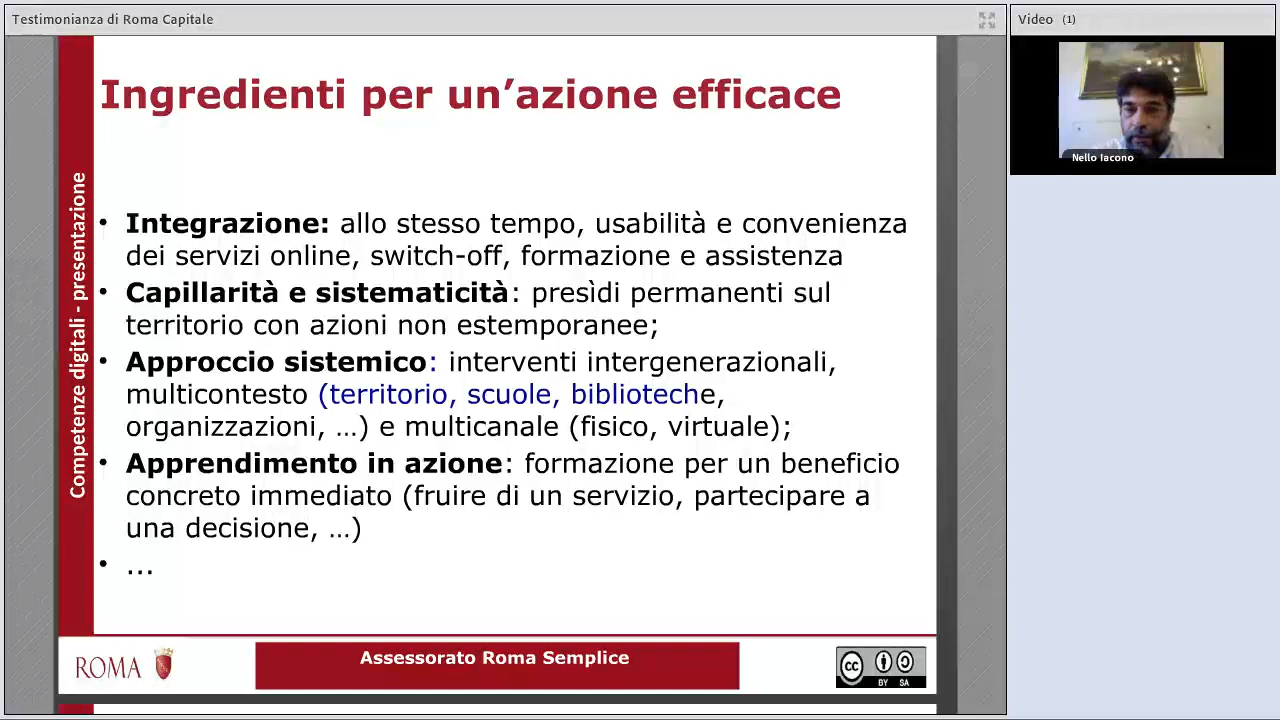 Testimonianza di Roma Capitale
Video (1)
Nello Iacono
Competenze digitali - presentazione
Ingredienti per un’azione efficace
• Integrazione: allo stesso tempo, usabilità e convenienza
dei servizi online, switch-off, formazione e assistenza
• Capillarità e sistematicità: presìdi permanenti sul
territorio con azioni non estemporanee;
• Approccio sistemico: interventi intergenerazionali,
multicontesto (territorio, scuole, biblioteche,
organizzazioni, …) e multicanale (fisico, virtuale);
• Apprendimento in azione: formazione per un beneficio
concreto immediato (fruire di un servizio, partecipare a
una decisione, …)
• ...
ROMA
Assessorato Roma Semplice
cc
BY SA